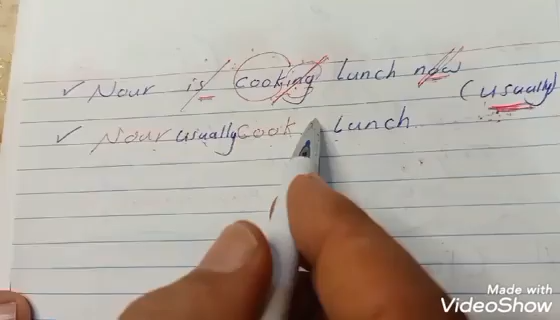 ✓ Nour is cooking lunch now
(usually)
✓ Nour usually cook lunch
Made with
VideoShow